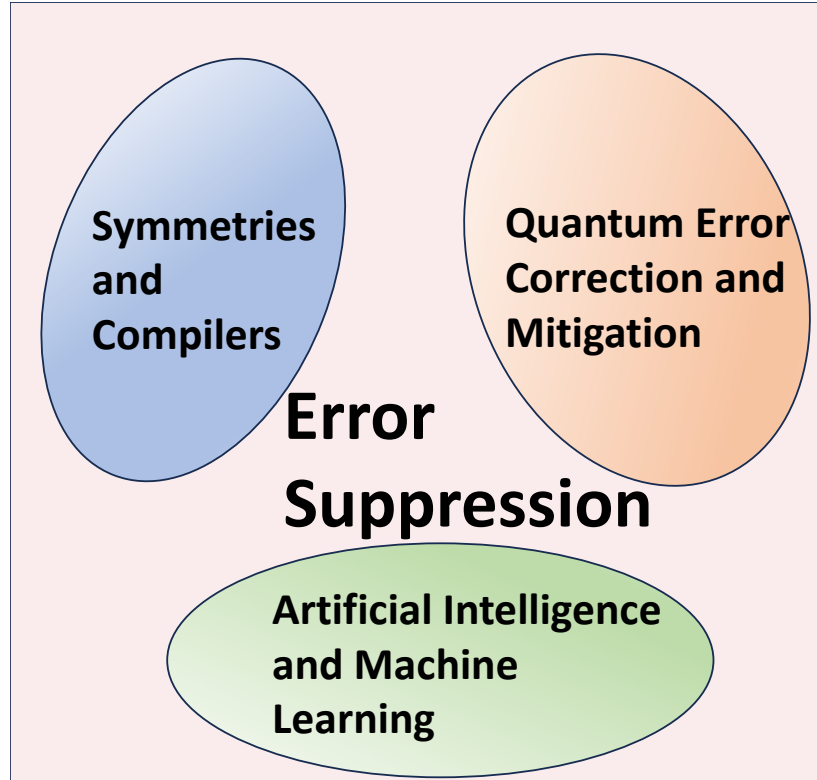 Symmetries
and
Compilers
Quantum Error
Correction and
Mitigation
Error
Suppression
Artificial Intelligence
and Machine
Learning